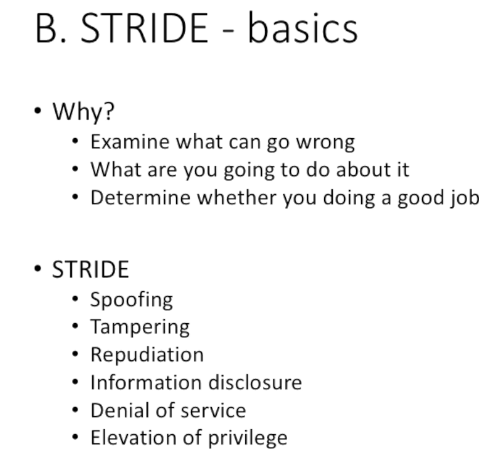 B. STRIDE - basics
• Why?
• Examine what can go wrong
• What are you going to do about it
• Determine whether you doing a good job
• STRIDE
• Spoofing
• Tampering
• Repudiation
• Information disclosure
• Denial of service
• Elevation of privilege